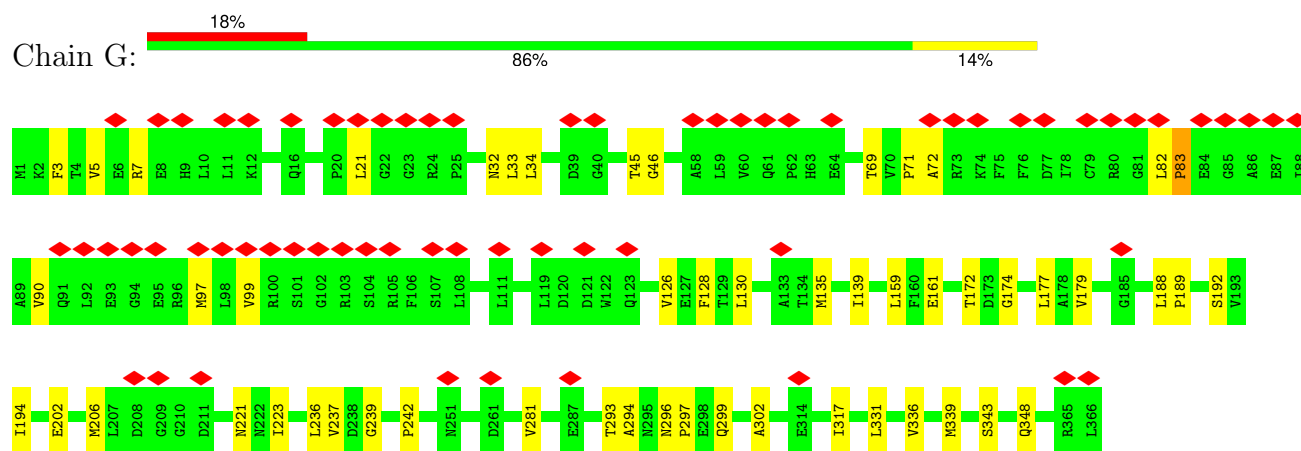 18%
Chain G:
86% 14%
M1 K2 F3 T4 V5 E6 R7 E8 H9 L10 L11 K12 Q16 P20 L21 G22 G23 R24 P25 N32 L33 L34 D39 G40 T45 G46 A58 L59 V60 Q61 P62 H63 E64 T69 V70 P71 A72 R73 K74 F75 F76 D77 I78 C79 R80 G81 L82 P83 E84 G85 A86 E87 I88
A89 V90 Q91 L92 E93 G94 E95 R96 M97 L98 V99 R100 S101 G102 R103 S104 R105 F106 S107 L108 L111 L119 D120 D121 W122 Q123 V126 E127 F128 T129 L130 A133 T134 M135 I139 L159 F160 E161 T172 D173 G174 L177 A178 V179 G185 L188 P189 S192 V193
I194 E202 M206 L207 D208 G209 G210 D211 N221 N222 I223 L236 V237 D238 G239 P242 N251 D261 V281 E287 T293 A294 N295 N296 P297 E298 Q299 A302 E314 I317 L331 V336 M339 S343 Q348 R365 L366